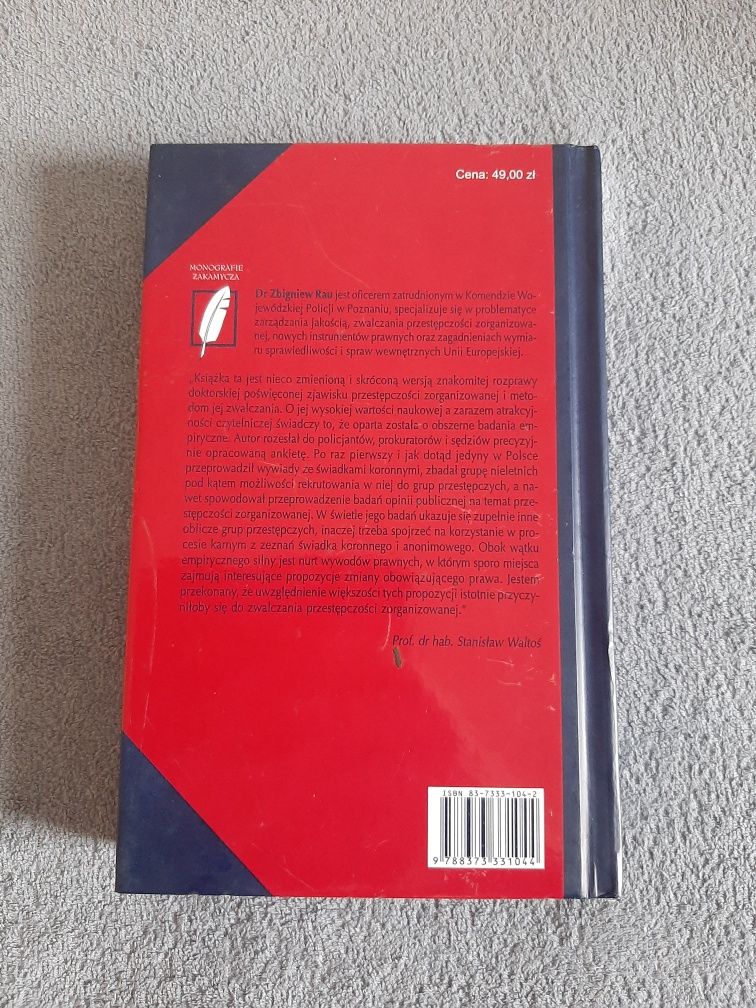 Cena: 49,00 zł
MONOGRAFIE
ZAKAMYCZA
Dr Zbigniew Rau jest oficerem zatrudnionym w Komendzie Wo-
jewódzkiej Policji w Poznaniu, specjalizuje się w problematyce
zarządzania jakością, zwalczania przestępczości zorganizowa-
nej, nowych instrumentów prawnych oraz zagadnieniach wymia-
ru sprawiedliwości i spraw wewnętrznych Unii Europejskiej.
„Książka ta jest nieco zmienioną i skróconą wersją znakomitej rozprawy
doktorskiej poświęconej zjawisku przestępczości zorganizowanej i meto-
dom jej zwalczania. O jej wysokiej wartości naukowej a zarazem atrakcyj-
ności czytelniczej świadczy to, że oparta została o obszerne badania em-
piryczne. Autor rozesłał do policjantów, prokuratorów i sędziów precyzyj-
nie opracowaną ankietę. Po raz pierwszy i jak dotąd jedyny w Polsce
przeprowadził wywiady ze świadkami koronnymi, zbadał grupę nieletnich
pod kątem możliwości rekrutowania w niej do grup przestępczych, a na-
wet spowodował przeprowadzenie badań opinii publicznej na temat prze-
stępczości zorganizowanej. W świetle jego badań ukazuje się zupełnie inne
oblicze grup przestępczych, inaczej trzeba spojrzeć na korzystanie w pro-
cesie karnym z zeznań świadka koronnego i anonimowego. Obok wątku
empirycznego silny jest nurt wywodów prawnych, w którym sporo miejsca
zajmują interesujące propozycje zmiany obowiązującego prawa. Jestem
przekonany, że uwzględnienie większości tych propozycji istotnie przyczy-
niłoby się do zwalczania przestępczości zorganizowanej."
Prof. dr hab. Stanisław Waltoś
ISBN 83-7333-104-2
9 788373 331044